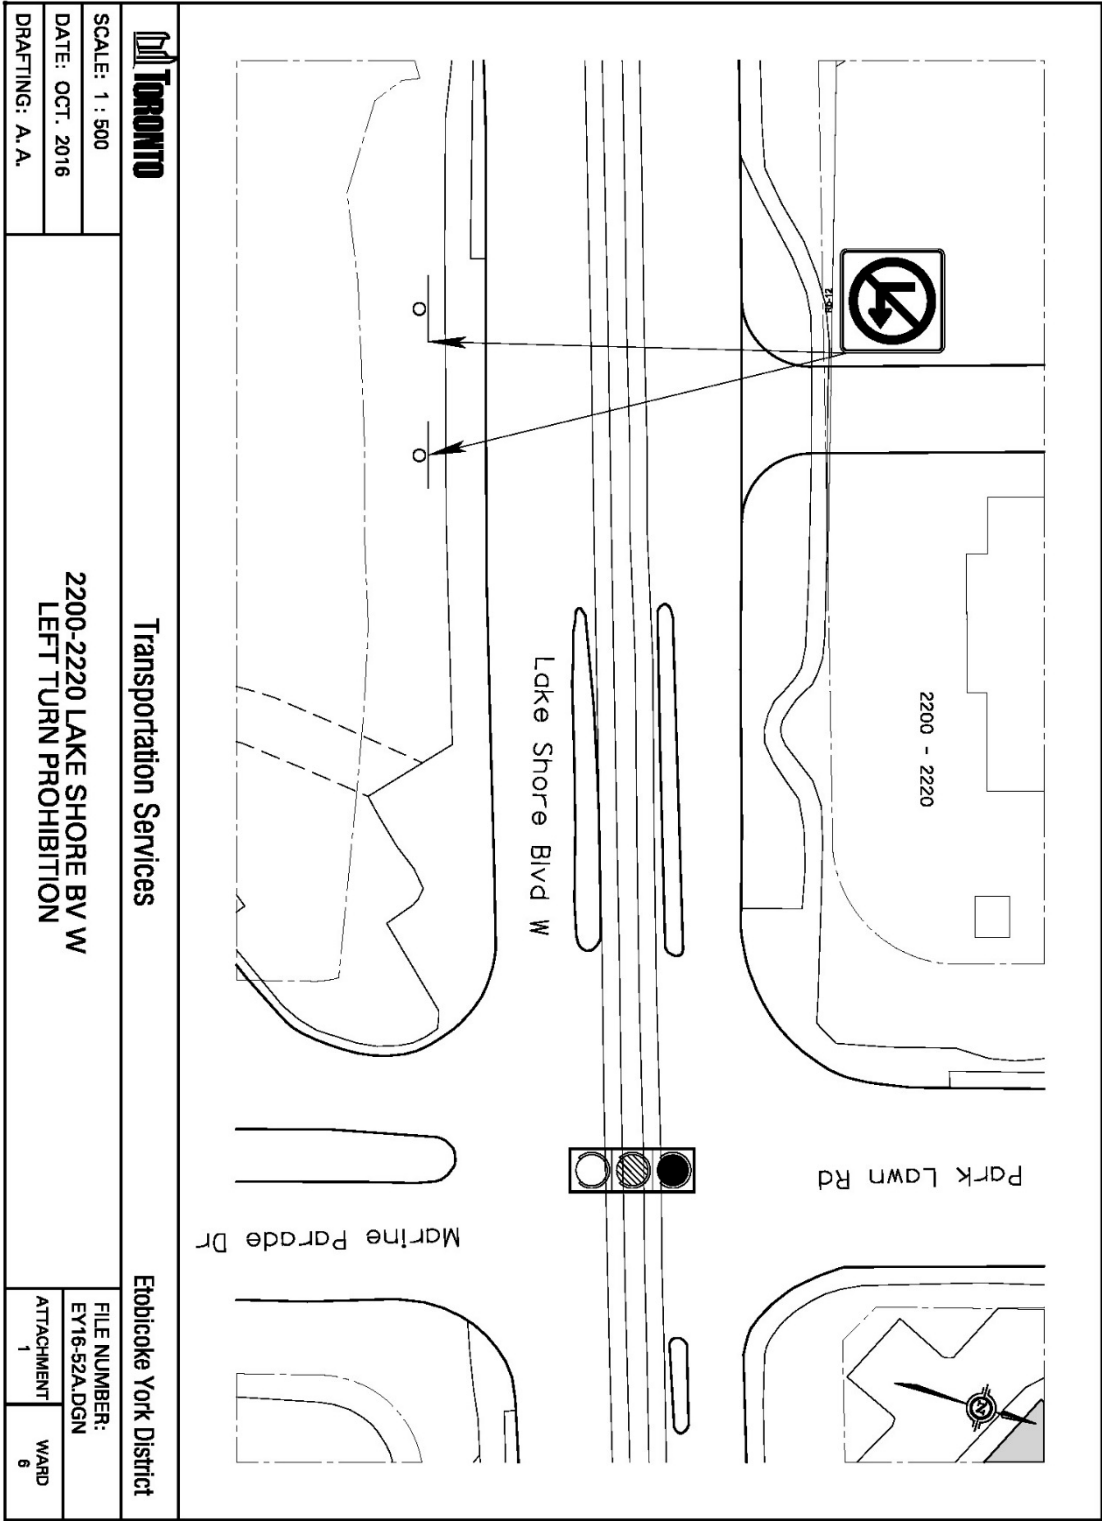 RB-12
2200 - 2220
Lake Shore Blvd W
Park Lawn Rd
Marine Parade Dr
N
TORONTO
Transportation Services
Etobicoke York District
SCALE: 1 : 500
DATE: OCT. 2016
DRAFTING: A. A.
2200-2220 LAKE SHORE BV W
LEFT TURN PROHIBITION
FILE NUMBER:
EY16-52A.DGN
ATTACHMENT
1
WARD
6